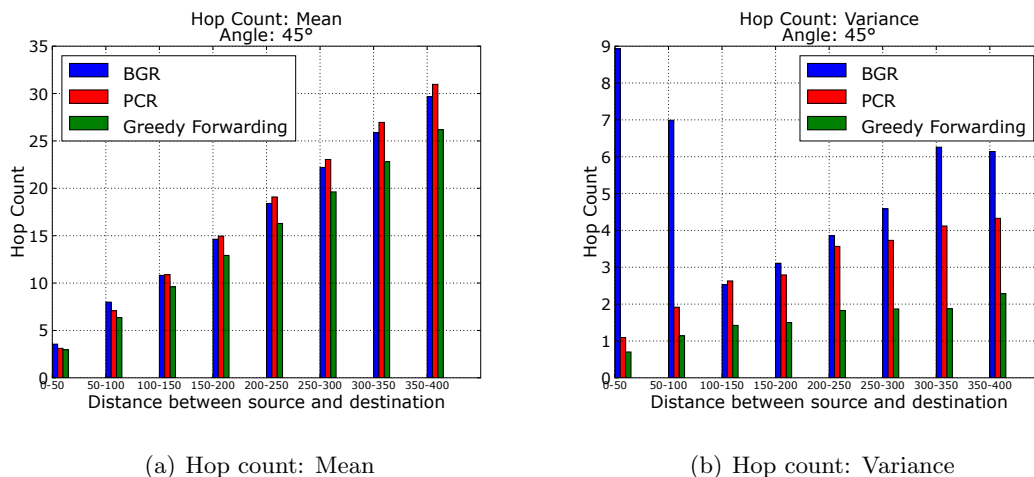 Hop Count: Mean
Angle: 45°
35
30
25
20
15
10
5
0
Hop Count
BGR
PCR
Greedy Forwarding
0-50 50-100 100-150 150-200 200-250 250-300 300-350 350-400
Distance between source and destination
(a) Hop count: Mean
Hop Count: Variance
Angle: 45°
9
8
7
6
5
4
3
2
1
0
Hop Count
BGR
PCR
Greedy Forwarding
0-50 50-100 100-150 150-200 200-250 250-300 300-350 350-400
Distance between source and destination
(b) Hop count: Variance